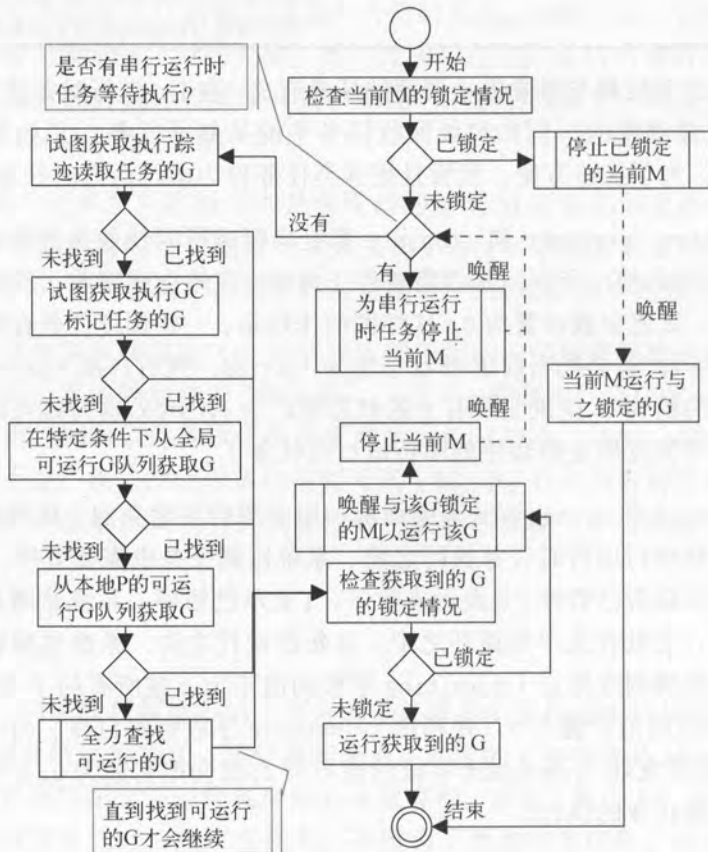 是否有串行运行时
任务等待执行?
开始
检查当前M的锁定情况
已锁定
停止已锁定
的当前M
未锁定
试图获取执行踪
迹读取任务的G
没有
有
唤醒
唤醒
未找到
已找到
试图获取执行GC
标记任务的G
为串行运行
时任务停止
当前M
未找到
已找到
唤醒
当前M运行与
之锁定的G
在特定条件下从全局
可运行G队列获取G
停止当前M
唤醒与该G锁定
的M以运行该G
未找到
已找到
从本地P的可运
行G队列获取G
检查获取到的 G
的锁定情况
已锁定
未找到
已找到
未锁定
全力查找
可运行的G
运行获取到的 G
直到找到可运行
的G才会继续
结束